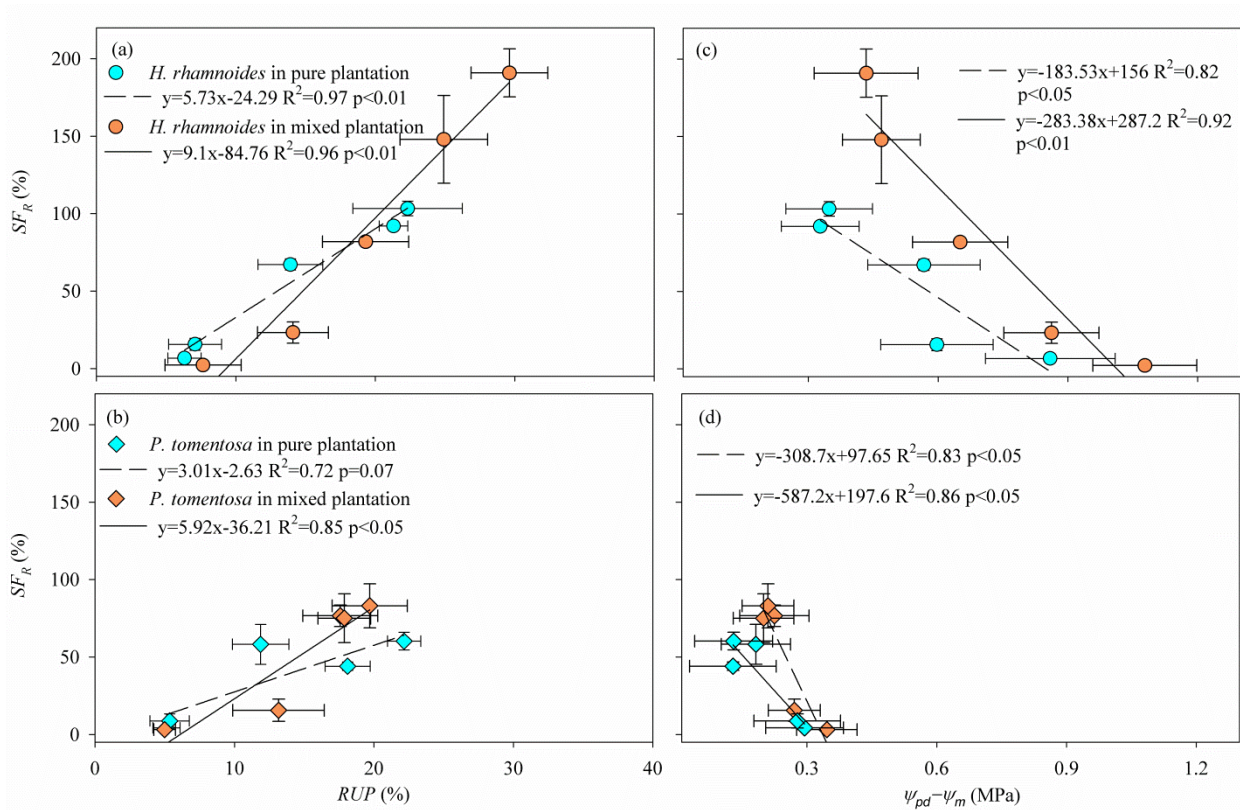 (a)
H. rhamnoides in pure plantation
y=5.73x-24.29 R²=0.97 p<0.01
H. rhamnoides in mixed plantation
y=9.1x-84.76 R²=0.96 p<0.01
SF_R (%)
200
150
100
50
0
(c)
y=-183.53x+156 R²=0.82
p<0.05
y=-283.38x+287.2 R²=0.92
p<0.01
(b)
P. tomentosa in pure plantation
y=3.01x-2.63 R²=0.72 p=0.07
P. tomentosa in mixed plantation
y=5.92x-36.21 R²=0.85 p<0.05
SF_R (%)
200
150
100
50
0
0 10 20 30 40
RUP (%)
(d)
y=-308.7x+97.65 R²=0.83 p<0.05
y=-587.2x+197.6 R²=0.86 p<0.05
0.3 0.6 0.9 1.2
ψ_pd−ψ_m (MPa)